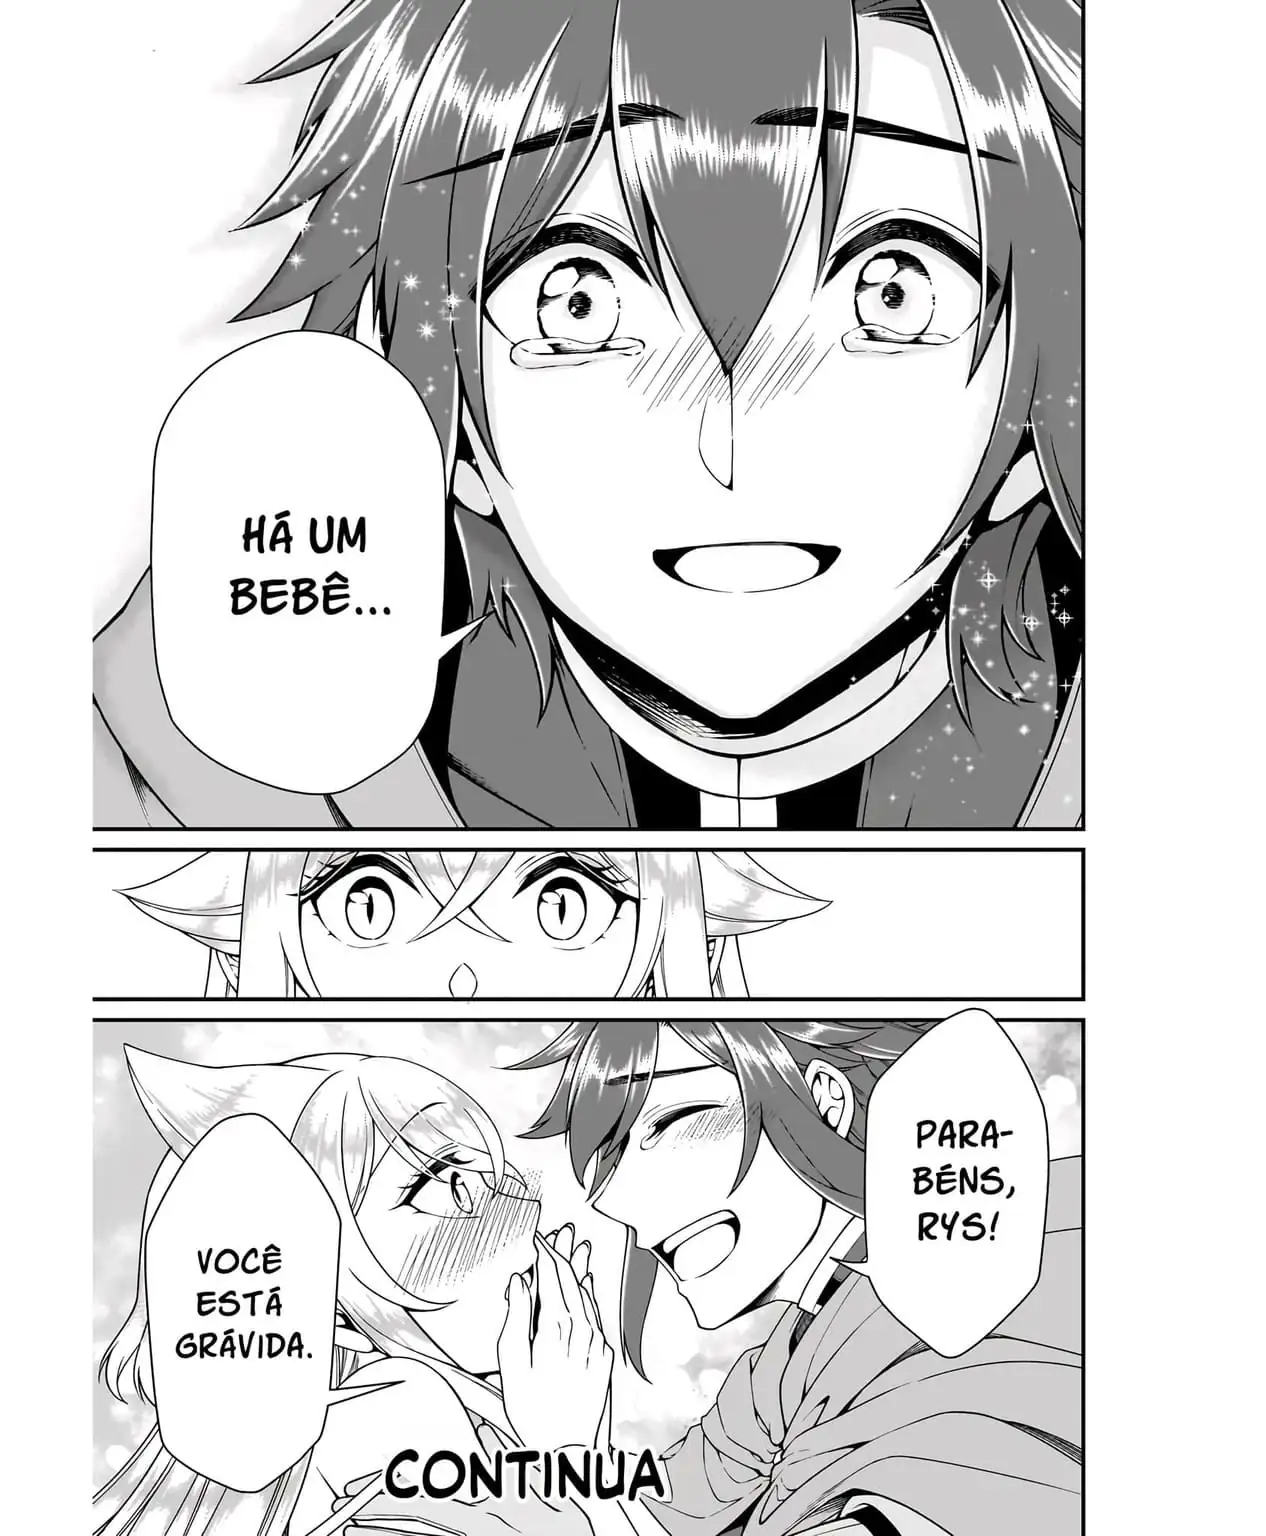 HÁ UM
BEBÊ...
PARA-
BÉNS,
RYS!
VOCÊ
ESTÁ
GRÁVIDA.
CONTINUA